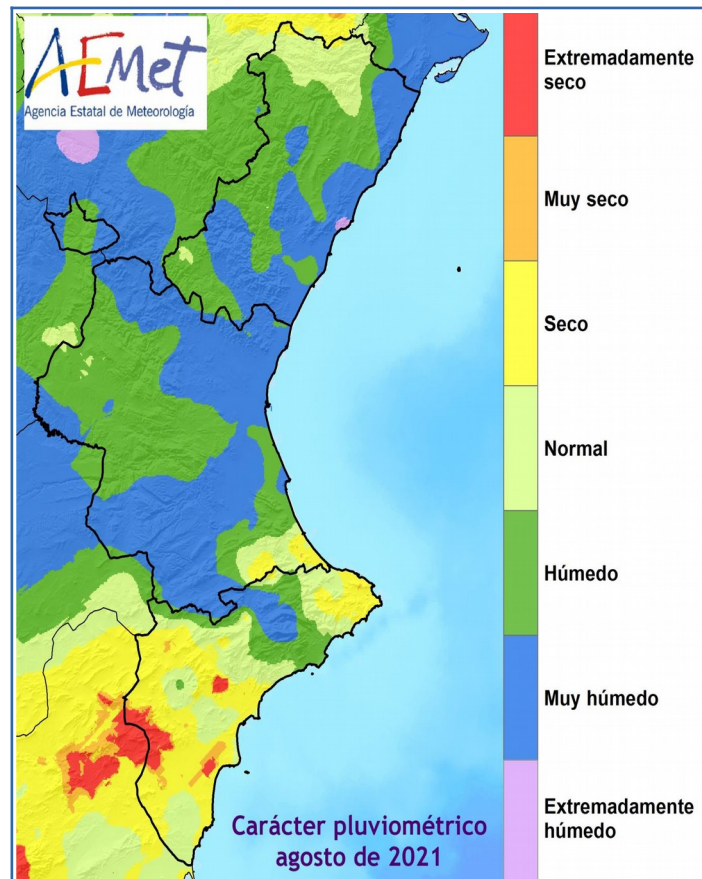 AEMet
Agencia Estatal de Meteorología
Extremadamente
seco
Muy seco
Seco
Normal
Húmedo
Muy húmedo
Extremadamente
húmedo
Carácter pluviométrico
agosto de 2021